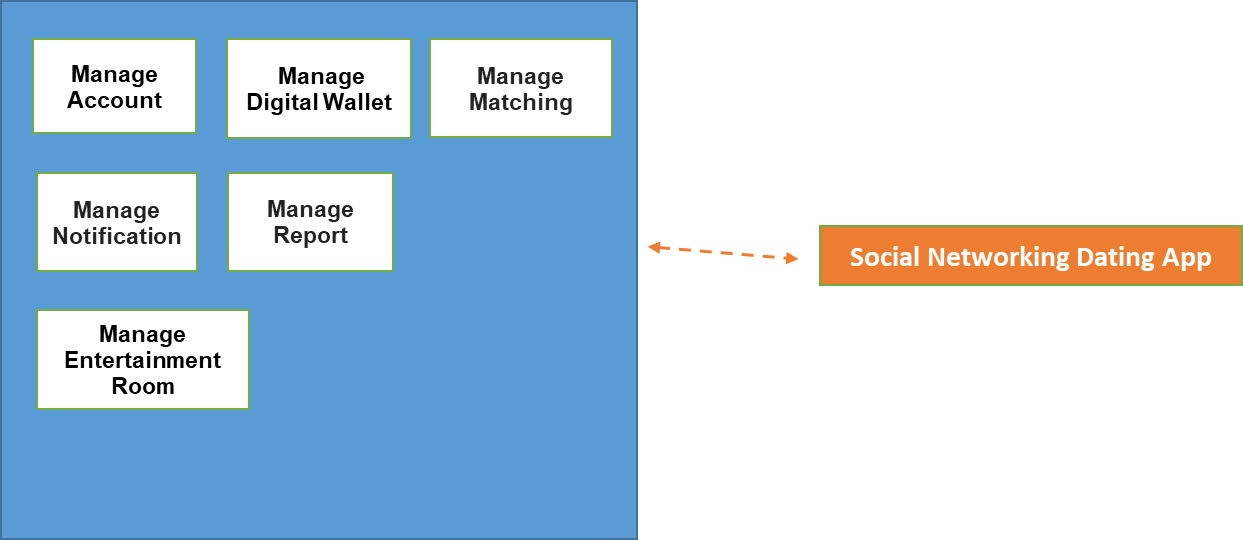 Manage
Account
Manage
Digital Wallet
Manage
Matching
Manage
Notification
Manage
Report
Manage
Entertainment
Room
Social Networking Dating App